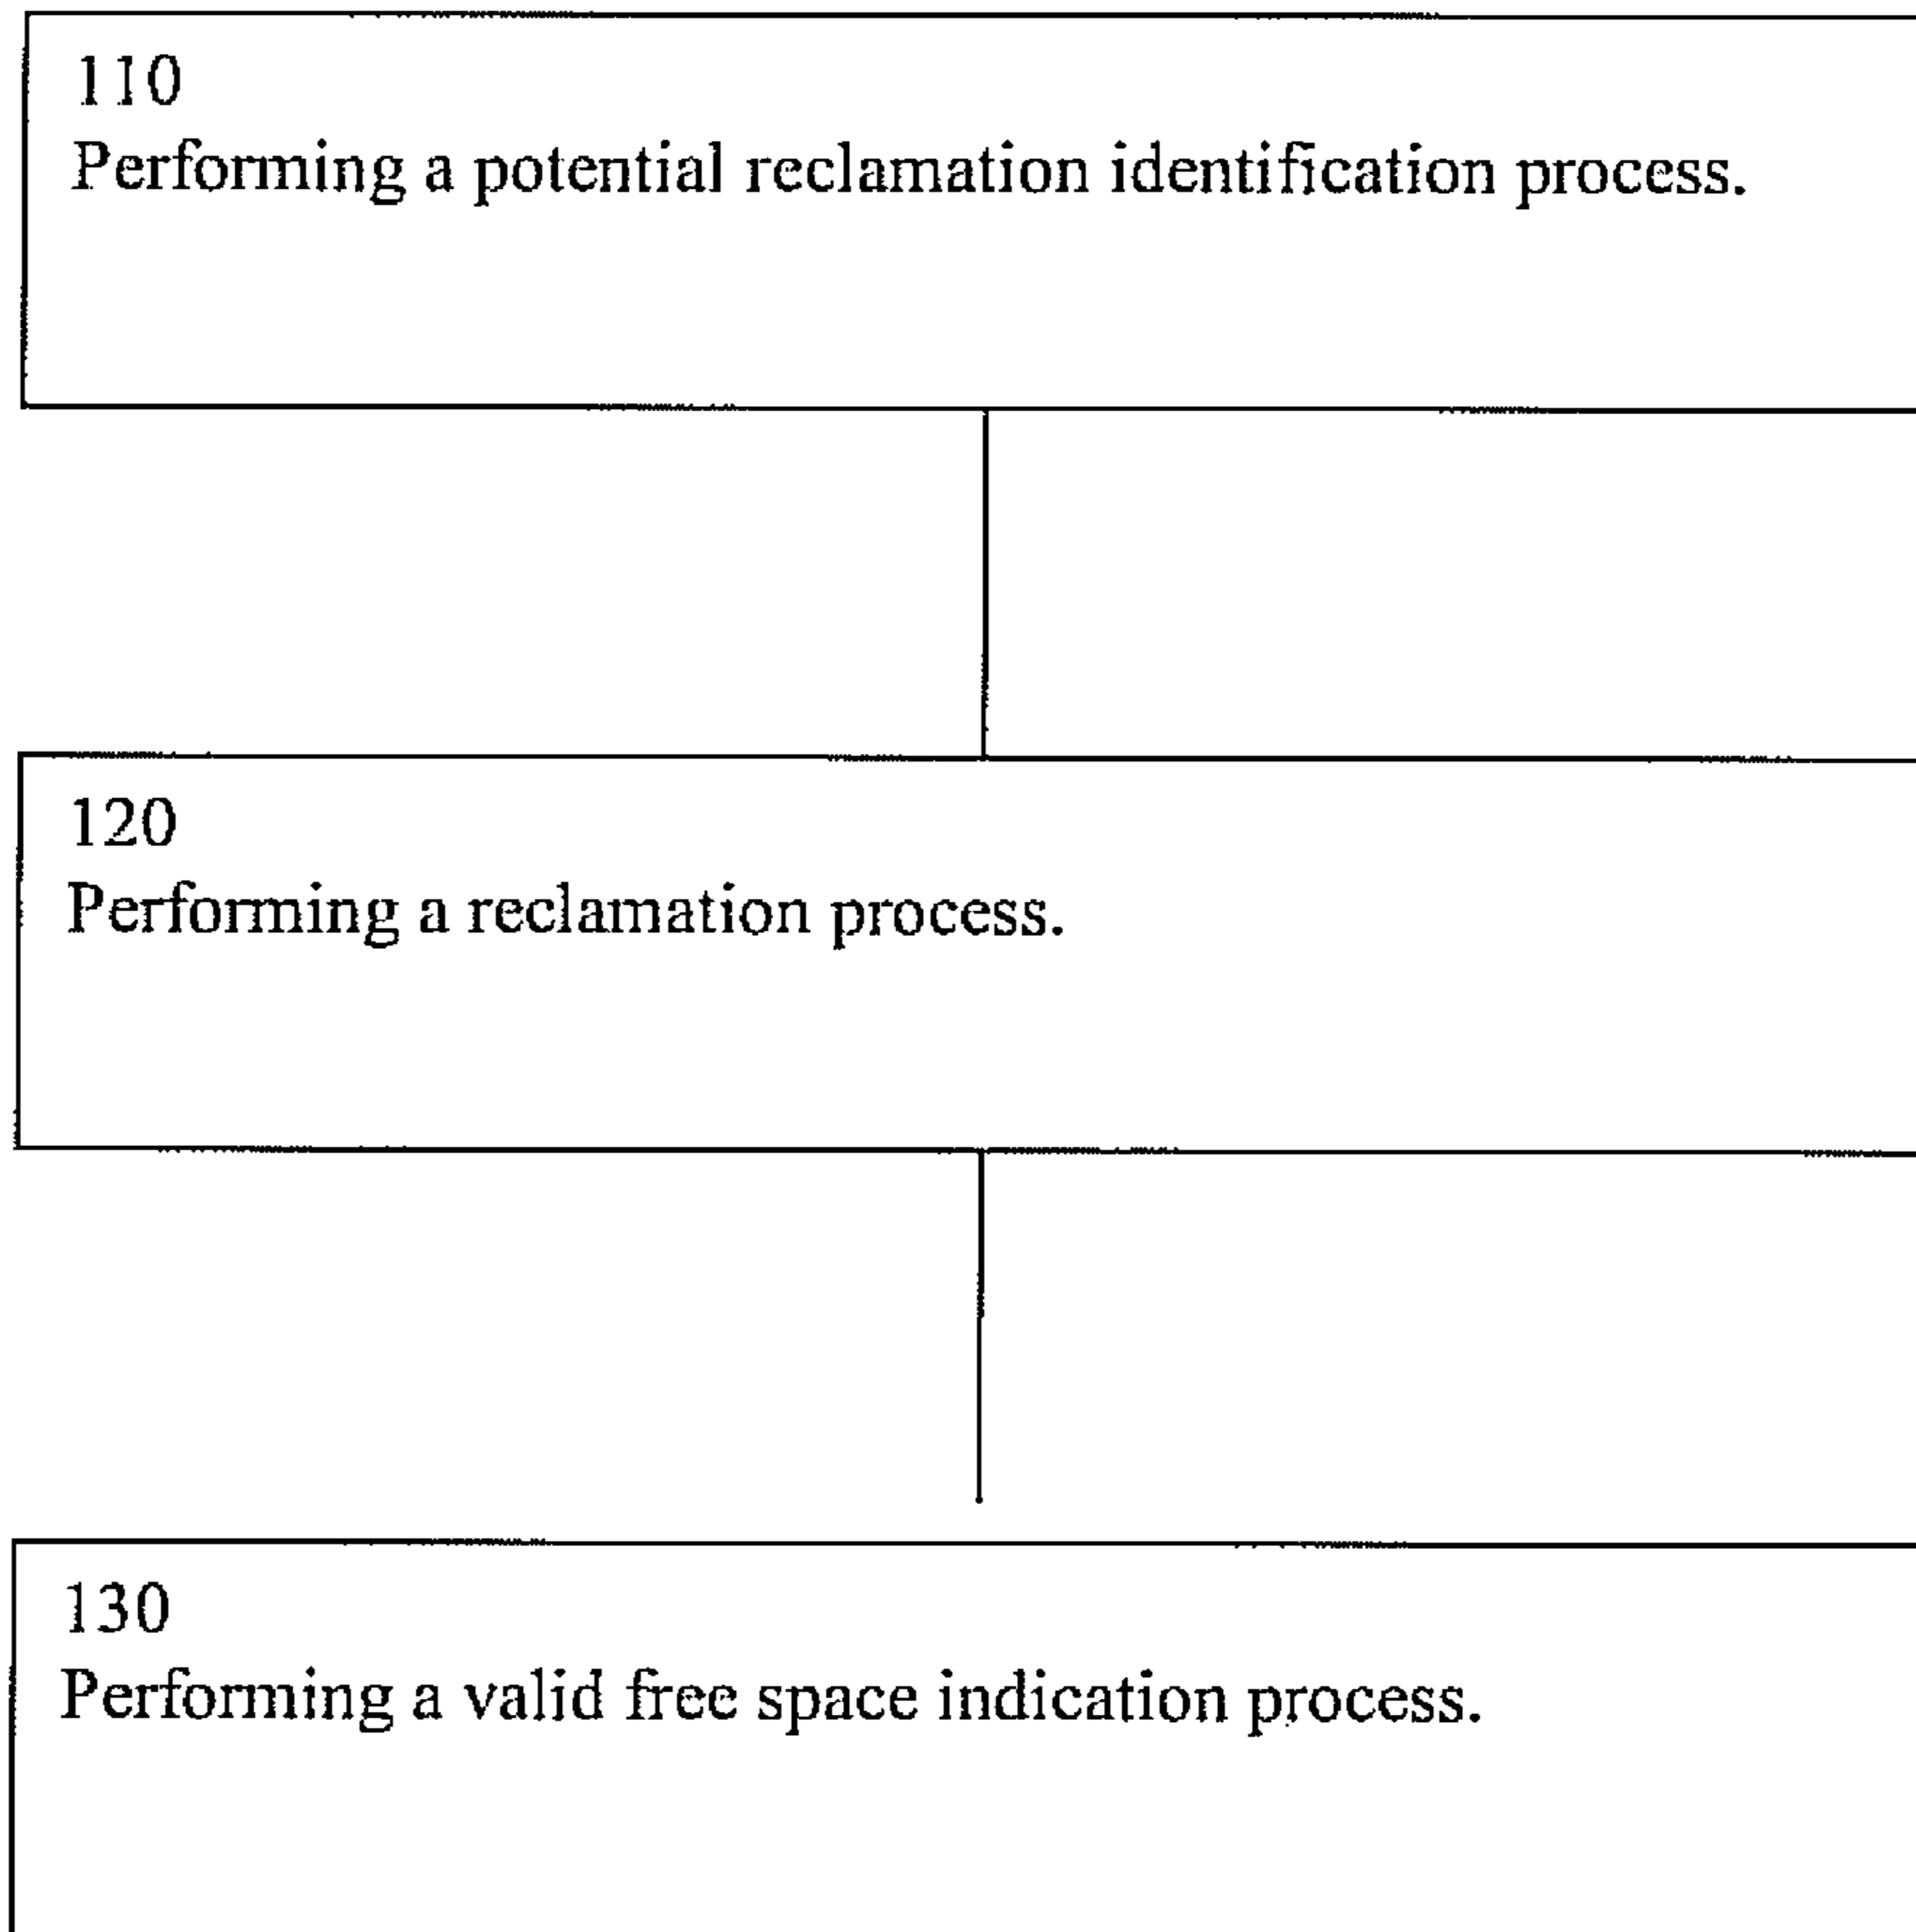 110
Performing a potential reclamation identification process.
120
Performing a reclamation process.
130
Performing a valid free space indication process.